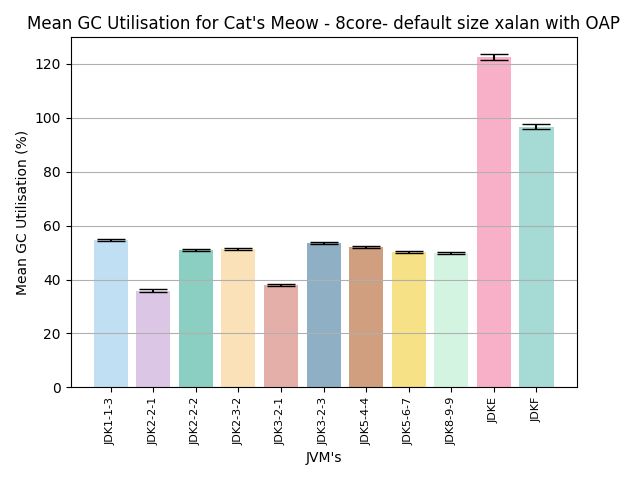 Mean GC Utilisation for Cat's Meow - 8core- default size xalan with OAP
Mean GC Utilisation (%)
120
100
80
60
40
20
0
JDK1-1-3
JDK2-2-1
JDK2-2-2
JDK2-3-2
JDK3-2-1
JDK3-2-3
JDK5-4-4
JDK5-6-7
JDK8-9-9
JDKE
JDKF
JVM's